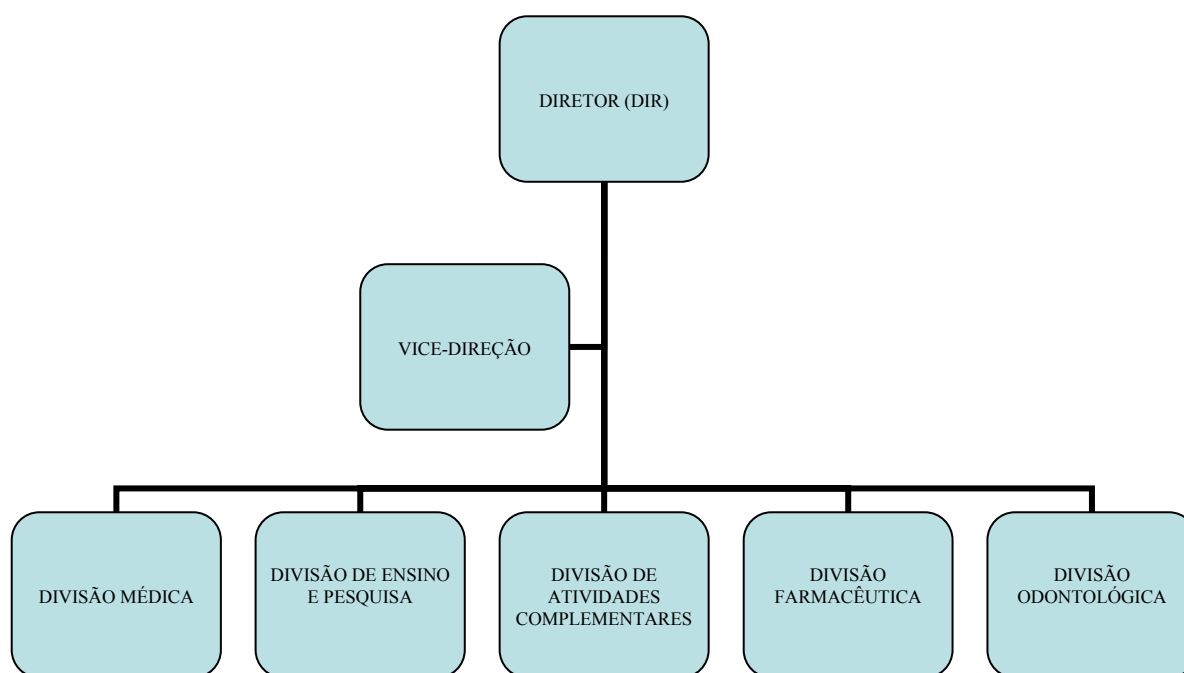 DIRETOR (DIR)
VICE-DIREÇÃO
DIVISÃO MÉDICA
DIVISÃO DE ENSINO
E PESQUISA
DIVISÃO DE
ATIVIDADES
COMPLEMENTARES
DIVISÃO
FARMACÊUTICA
DIVISÃO
ODONTOLÓGICA